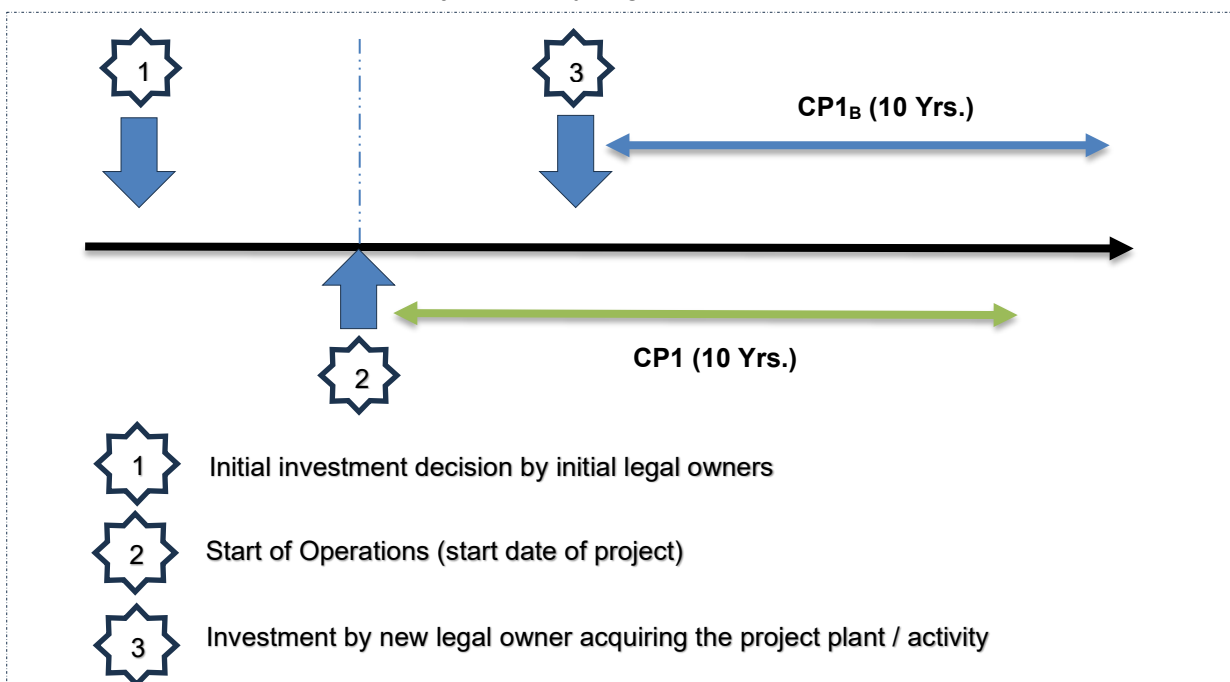 1
3
CP1B (10 Yrs.)
CP1 (10 Yrs.)
2
1 Initial investment decision by initial legal owners
2 Start of Operations (start date of project)
3 Investment by new legal owner acquiring the project plant / activity